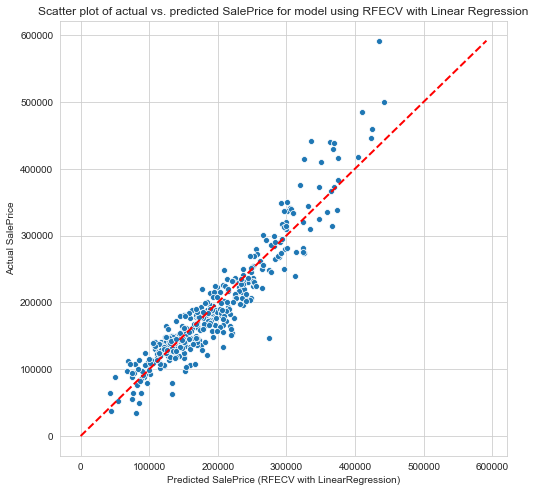 Scatter plot of actual vs. predicted SalePrice for model using RFECV with Linear Regression
600000
500000
400000
300000
200000
100000
0
Actual SalePrice
0 100000 200000 300000 400000 500000 600000
Predicted SalePrice (RFECV with LinearRegression)